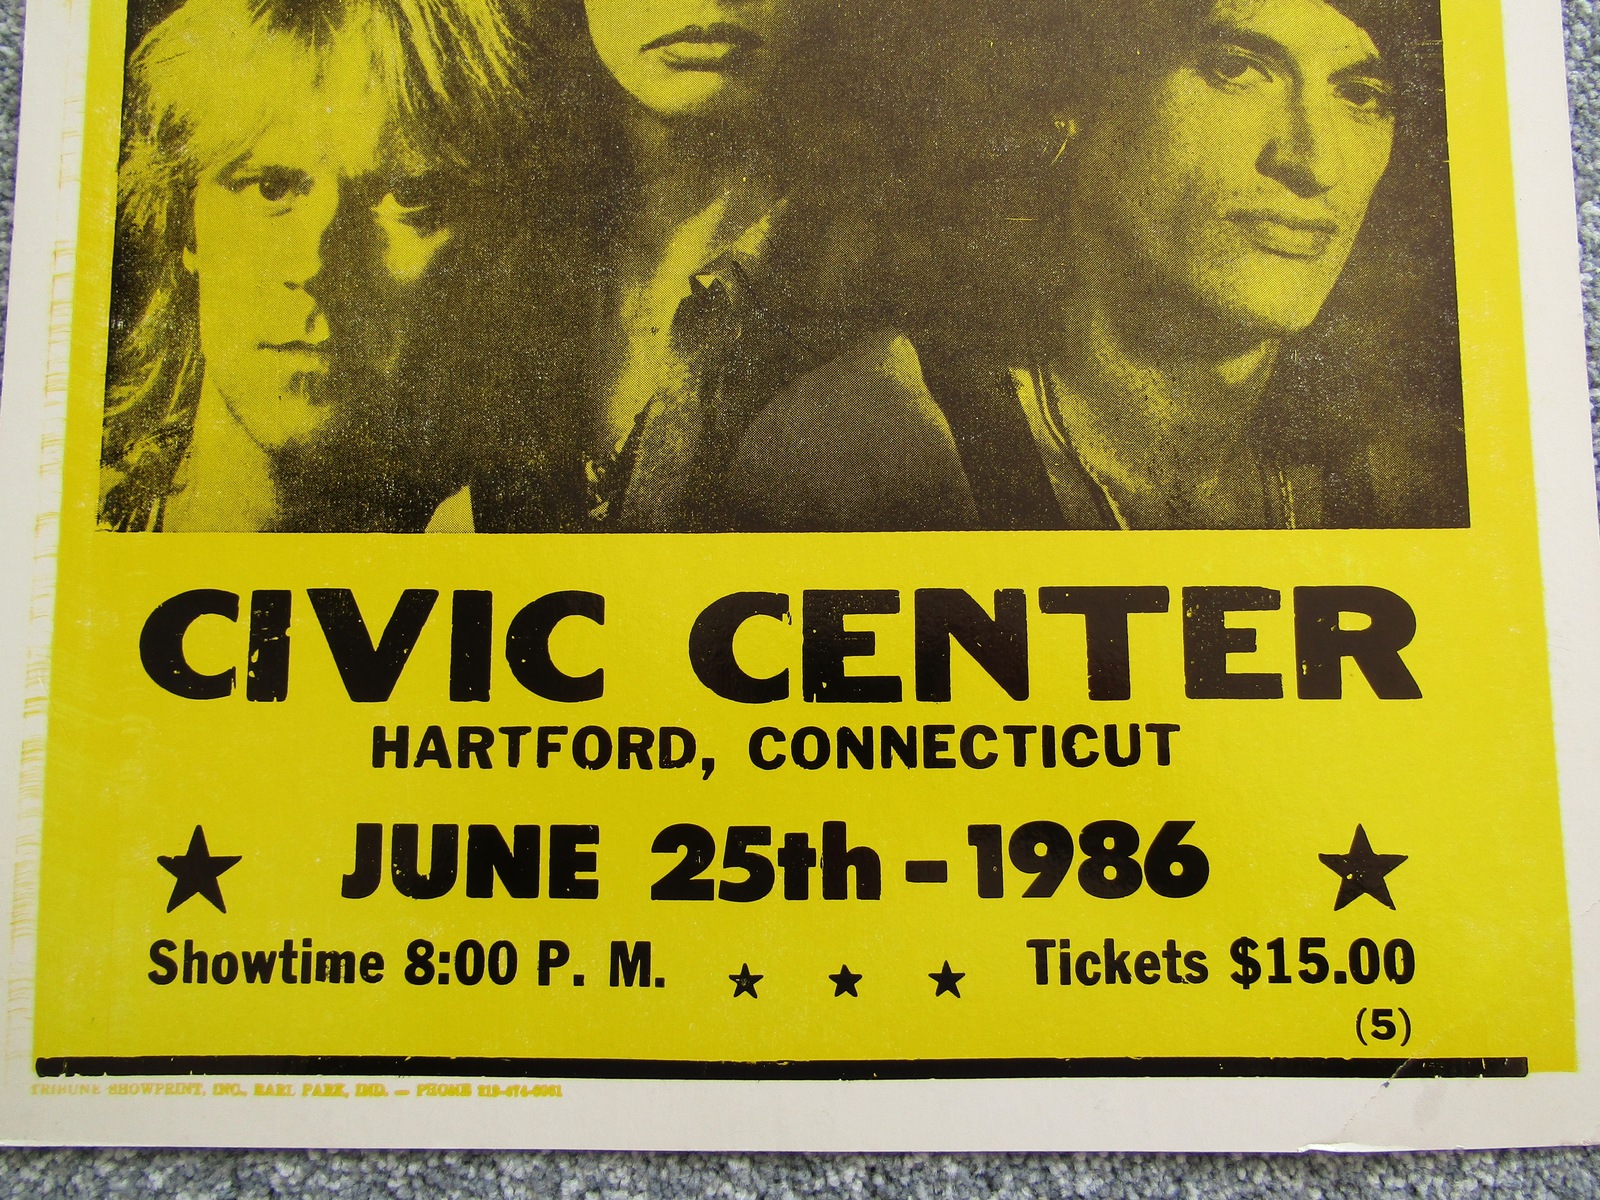 CIVIC CENTER
HARTFORD, CONNECTICUT
★ JUNE 25th - 1986 ★
Showtime 8:00 P. M. ★ ★ ★ Tickets $15.00
(5)
TRIBUNE SHOWPRINT, INC. EARL PARK, IND. — PHONE